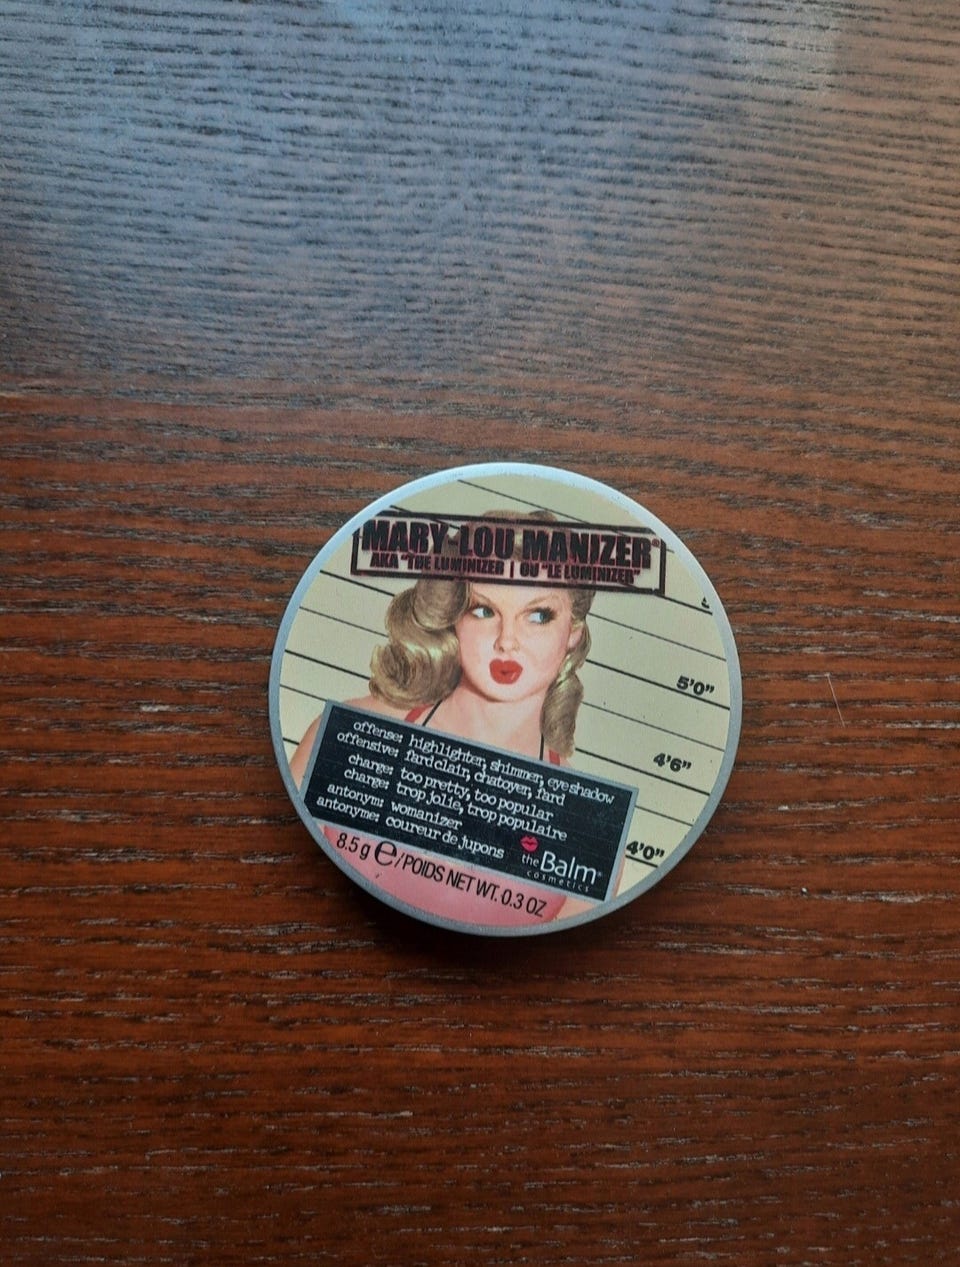 MARY-LOU MANIZER®
AKA "THE LUMINIZER | OU "LE LUMINIZER"
5'0"
4'6"
4'0"
offense: highlighter, shimmer, eyeshadow
offensive: fard clair, chatoyer, fard
charge: too pretty, too popular
charge: trop jolie, trop populaire
antonym: womanizer
antonyme: coureur de jupons
theBalm®
cosmetics
8.5 g ℮/POIDS NET WT. 0.3 OZ